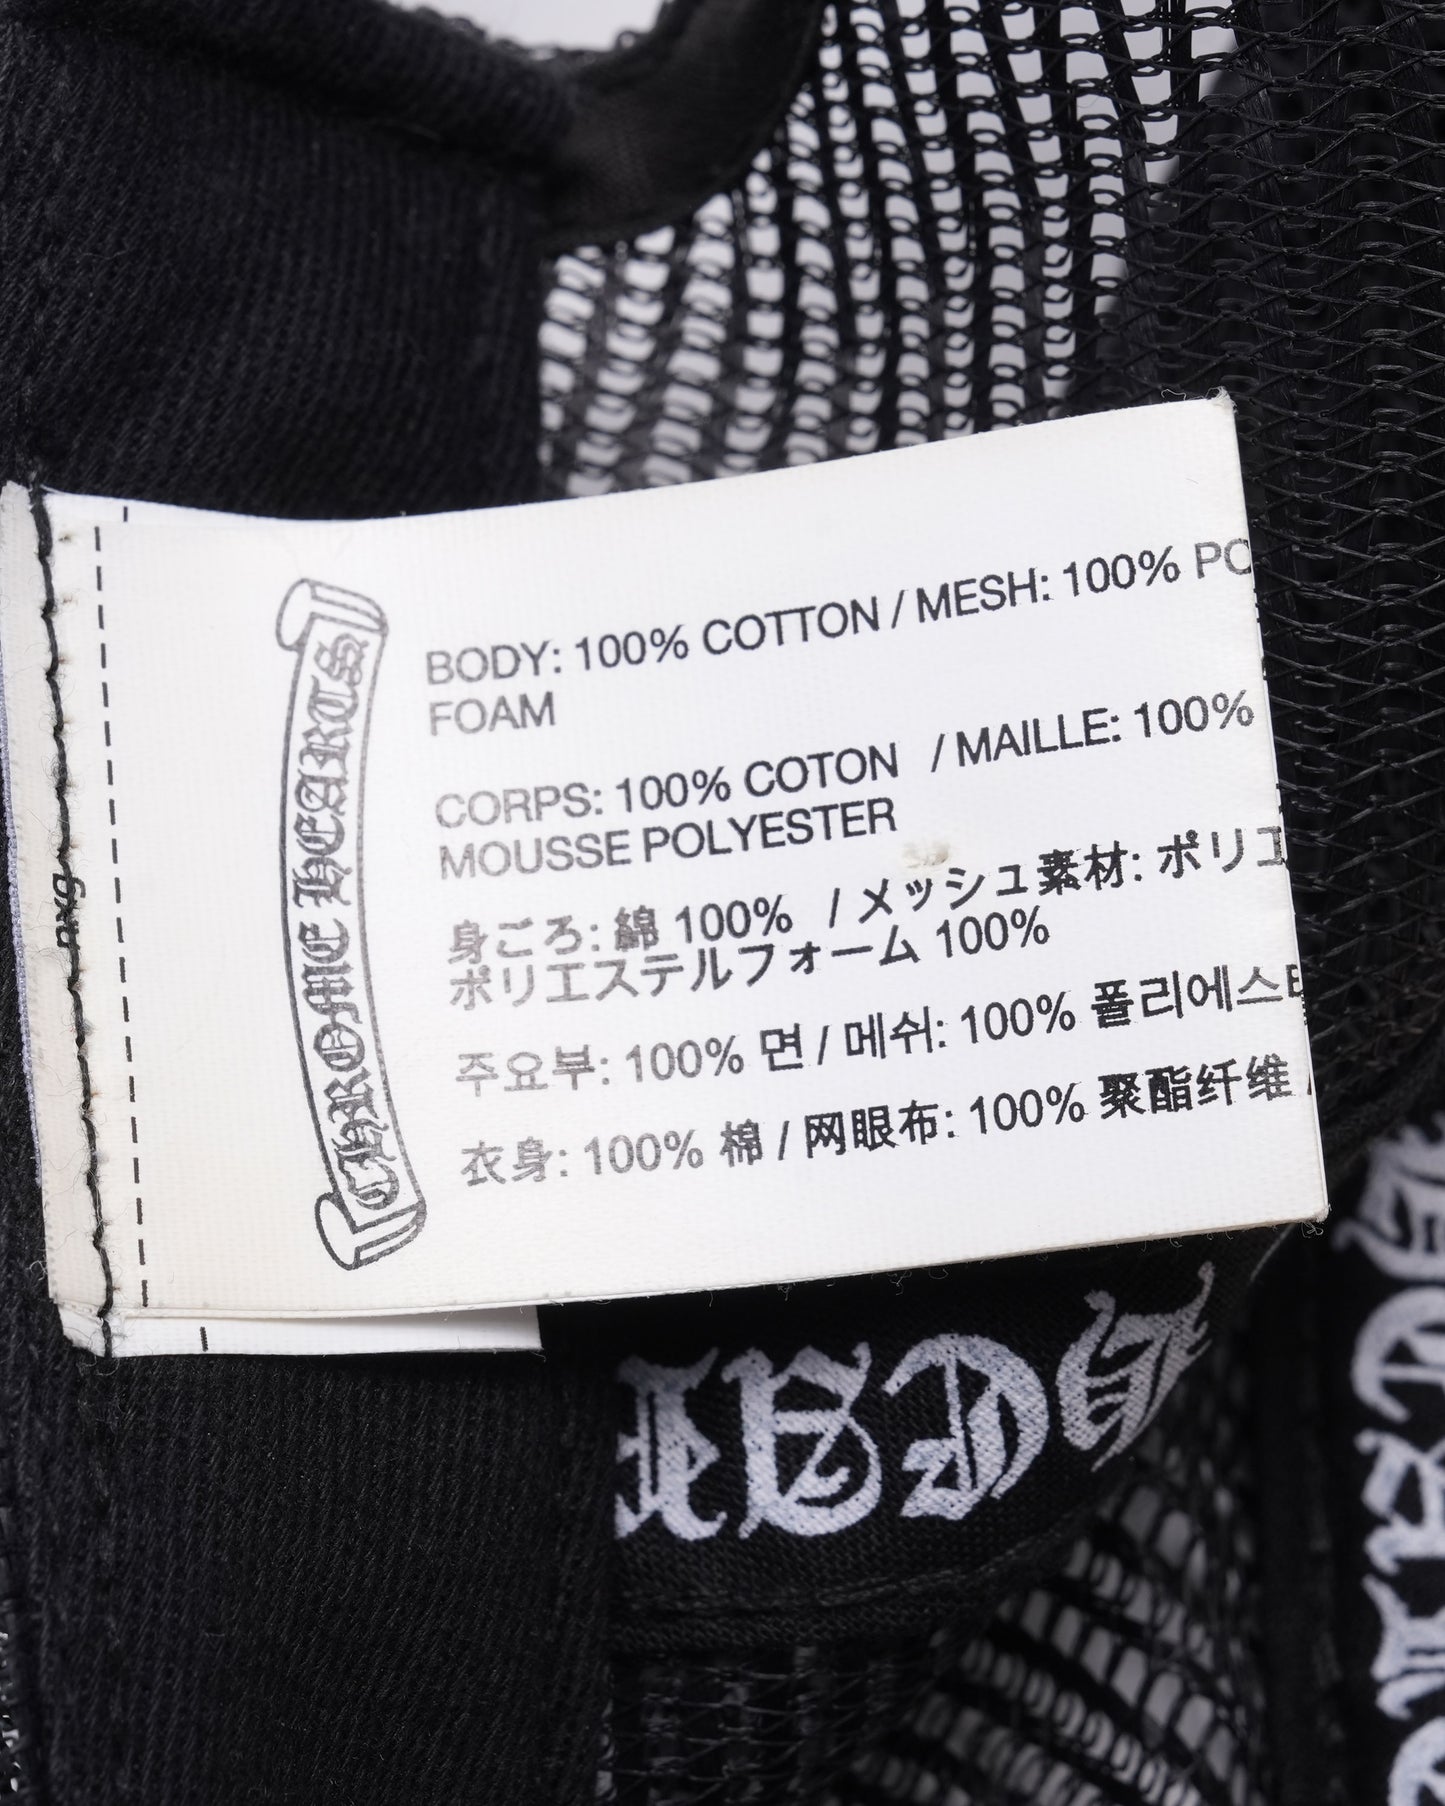 CHROME HEARTS
BODY: 100% COTTON / MESH: 100% PO
FOAM
CORPS: 100% COTON / MAILLE: 100%
MOUSSE POLYESTER
身ごろ: 綿 100% / メッシュ素材: ポリエ
ポリエステルフォーム 100%
주요부: 100% 면 / 메쉬: 100% 폴리에스터
衣身: 100% 棉 / 网眼布: 100% 聚酯纤维 /